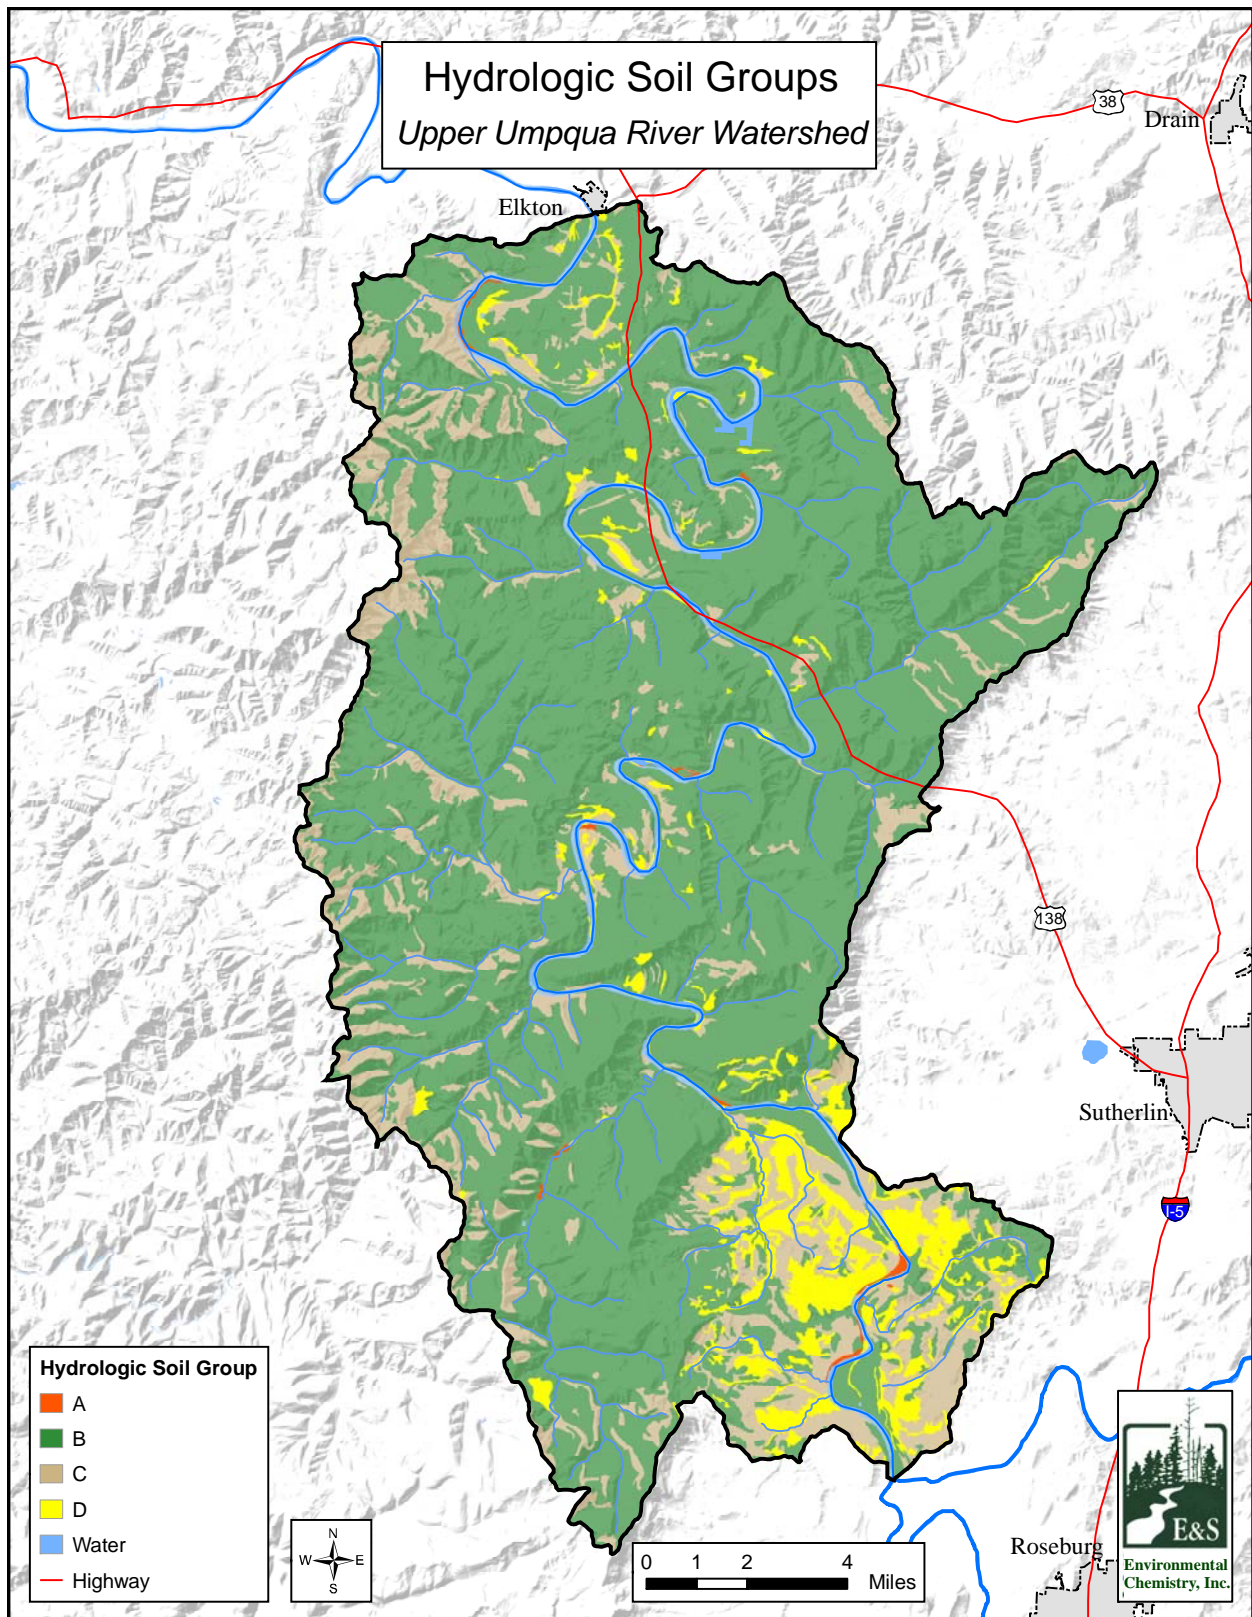 Hydrologic Soil Groups
Upper Umpqua River Watershed
38
Drain
Elkton
138
Sutherlin
I-5
Hydrologic Soil Group
A
B
C
D
Water
Highway
N
W E
S
0 1 2 4
Miles
Roseburg
E&S
Environmental
Chemistry, Inc.